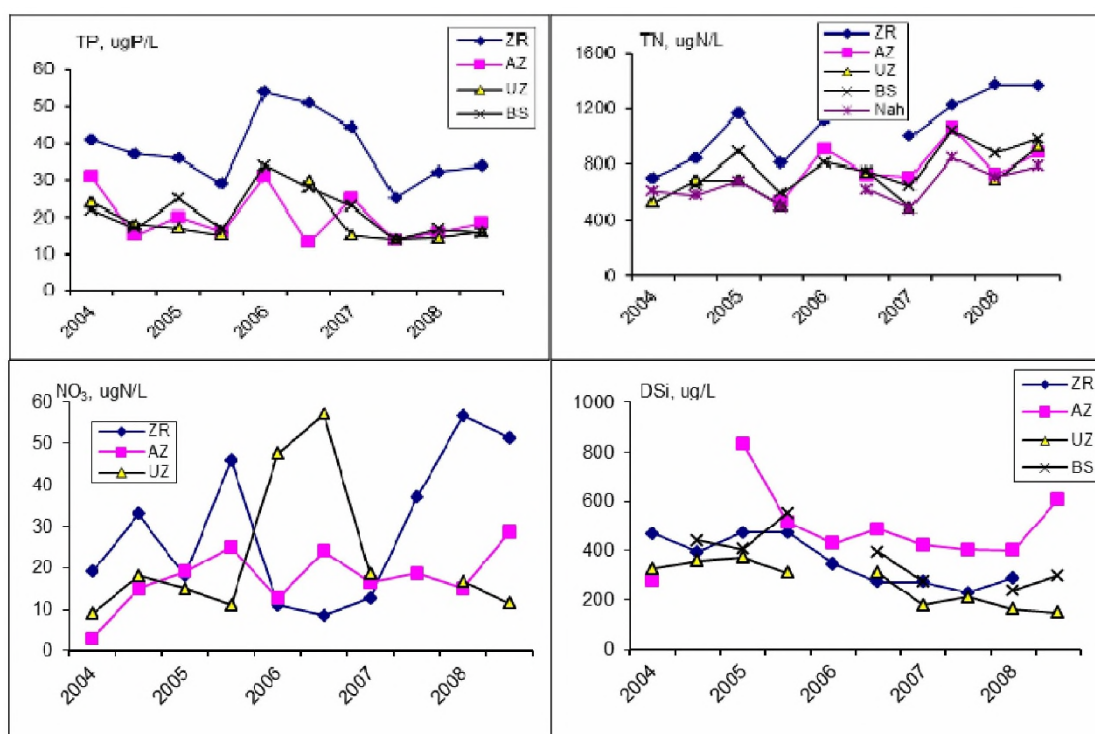 TP, ugP/L
ZR
AZ
UZ
BS
60
50
40
30
20
10
0
2004
2005
2006
2007
2008
TN, ugN/L
ZR
AZ
UZ
BS
Nah
1600
1200
800
400
0
2004
2005
2006
2007
2008
NO3, ugN/L
ZR
AZ
UZ
60
50
40
30
20
10
0
2004
2005
2006
2007
2008
DSi, ug/L
ZR
AZ
UZ
BS
1000
800
600
400
200
0
2004
2005
2006
2007
2008